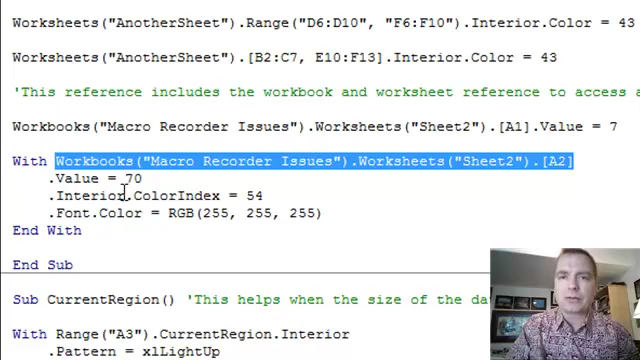 Worksheets("AnotherSheet").Range("D6:D10", "F6:F10").Interior.Color = 43
Worksheets("AnotherSheet").[B2:C7, E10:F13].Interior.Color = 43
'This reference includes the workbook and worksheet reference to access a
Workbooks("Macro Recorder Issues").Worksheets("Sheet2").[A1].Value = 7
With Workbooks("Macro Recorder Issues").Worksheets("Sheet2").[A2]
.Value = 70
.Interior.ColorIndex = 54
.Font.Color = RGB(255, 255, 255)
End With
End Sub
Sub CurrentRegion() 'This helps when the size of the da
With Range("A3").CurrentRegion.Interior
.Pattern = xlLightUp